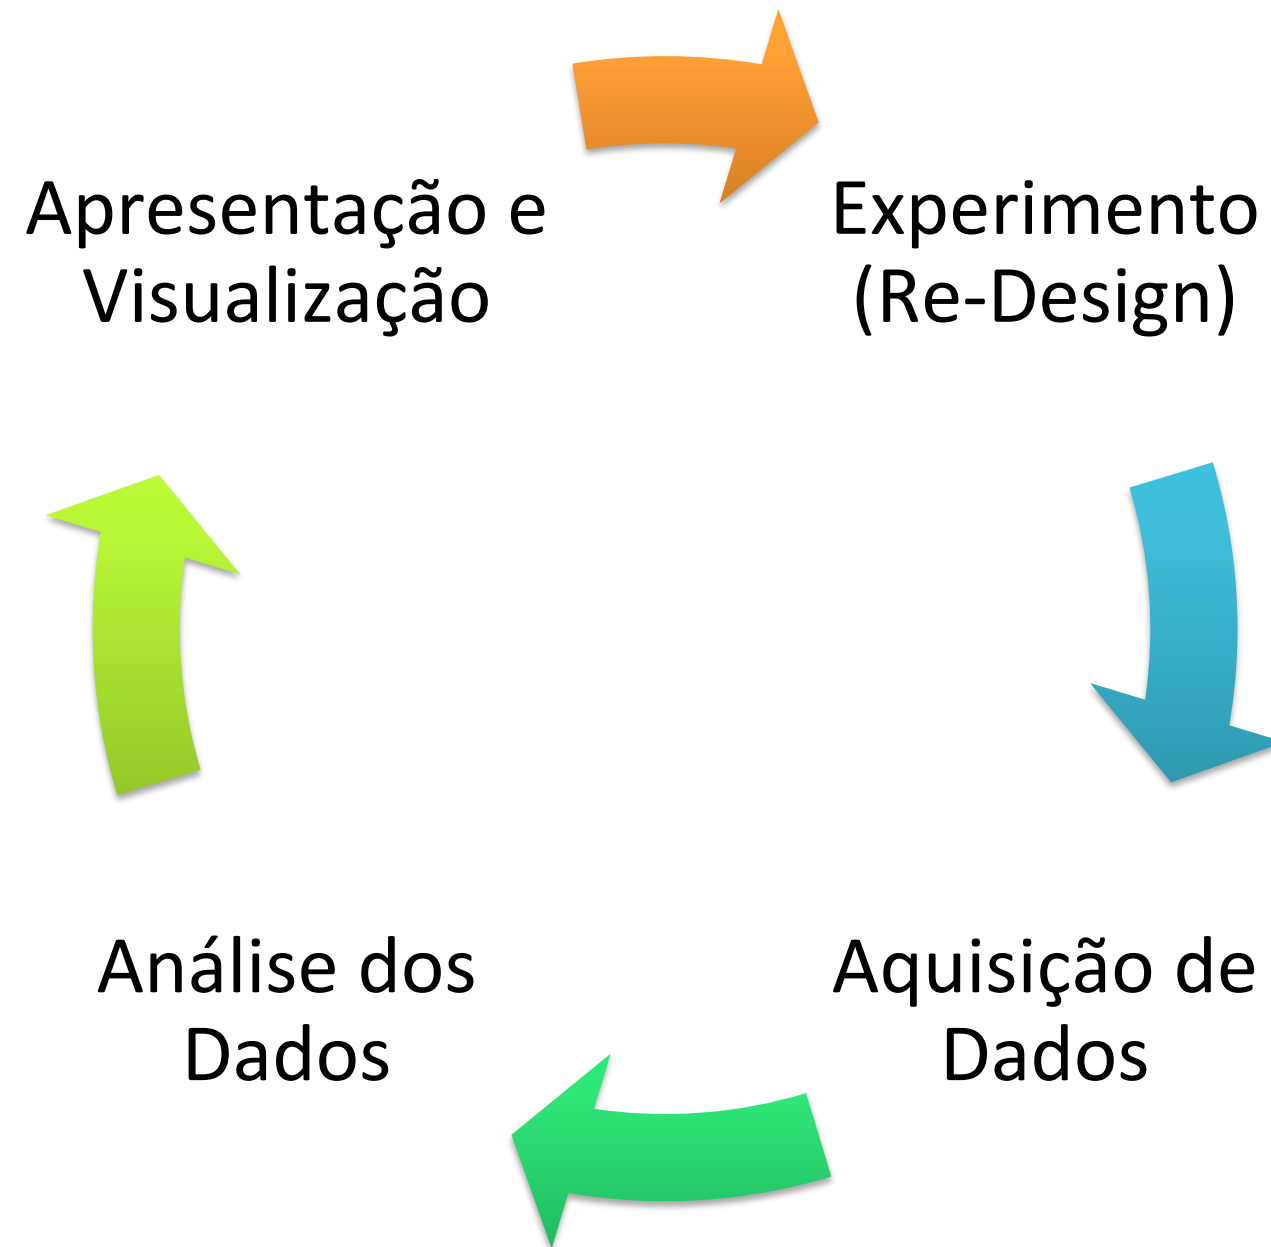 Apresentação e
Visualização
Experimento
(Re-Design)
Análise dos
Dados
Aquisição de
Dados